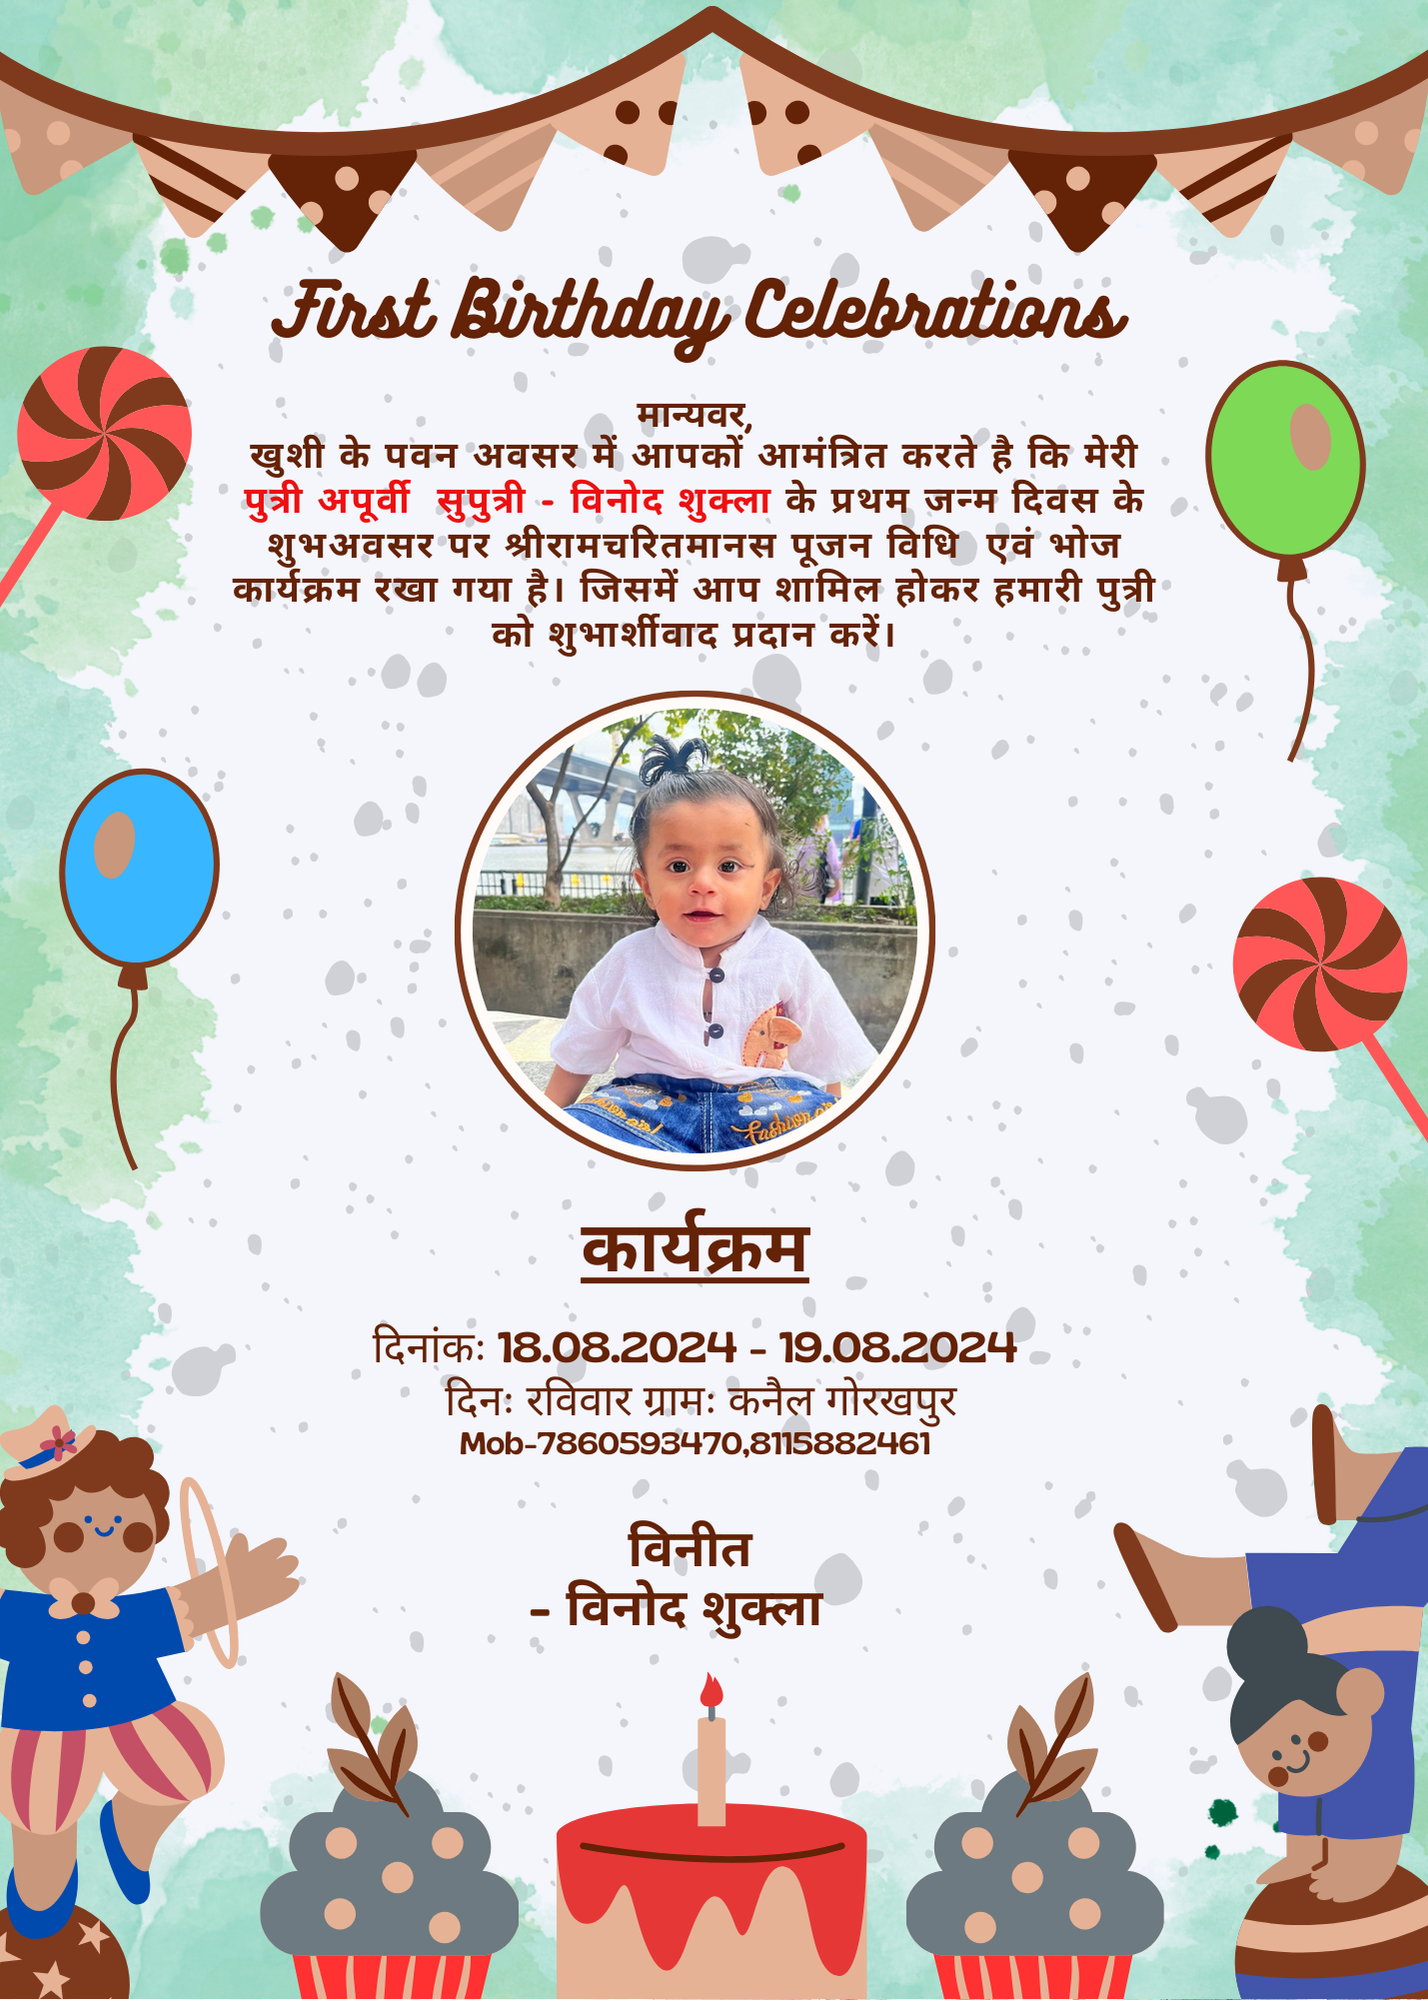 First Birthday Celebrations
मान्यवर,
खुशी के पवन अवसर में आपकों आमंत्रित करते है कि मेरी
पुत्री अपूर्वी सुपुत्री - विनोद शुक्ला के प्रथम जन्म दिवस के
शुभअवसर पर श्रीरामचरितमानस पूजन विधि एवं भोज
कार्यक्रम रखा गया है। जिसमें आप शामिल होकर हमारी पुत्री
को शुभार्शीवाद प्रदान करें।
fashion
कार्यक्रम
दिनांकः 18.08.2024 - 19.08.2024
दिनः रविवार ग्रामः कनैल गोरखपुर
Mob-7860593470,8115882461
विनीत
- विनोद शुक्ला